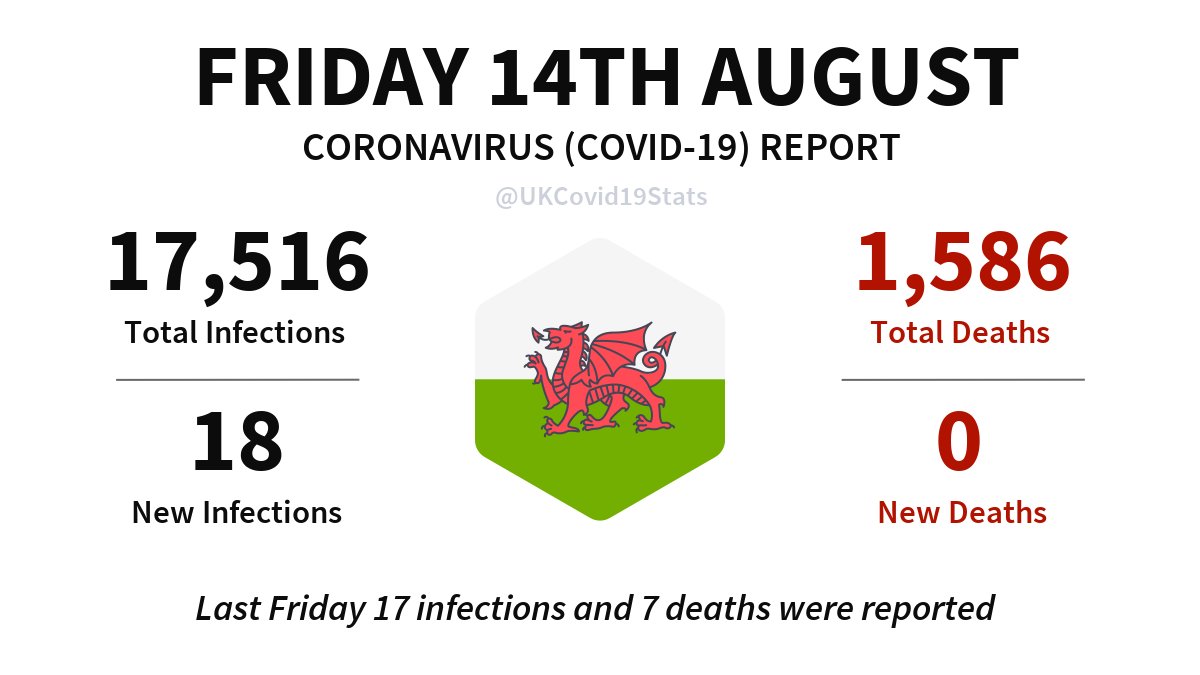 FRIDAY 14TH AUGUST
CORONAVIRUS (COVID-19) REPORT
@UKCovid19Stats
17,516
Total Infections
18
New Infections
1,586
Total Deaths
0
New Deaths
Last Friday 17 infections and 7 deaths were reported